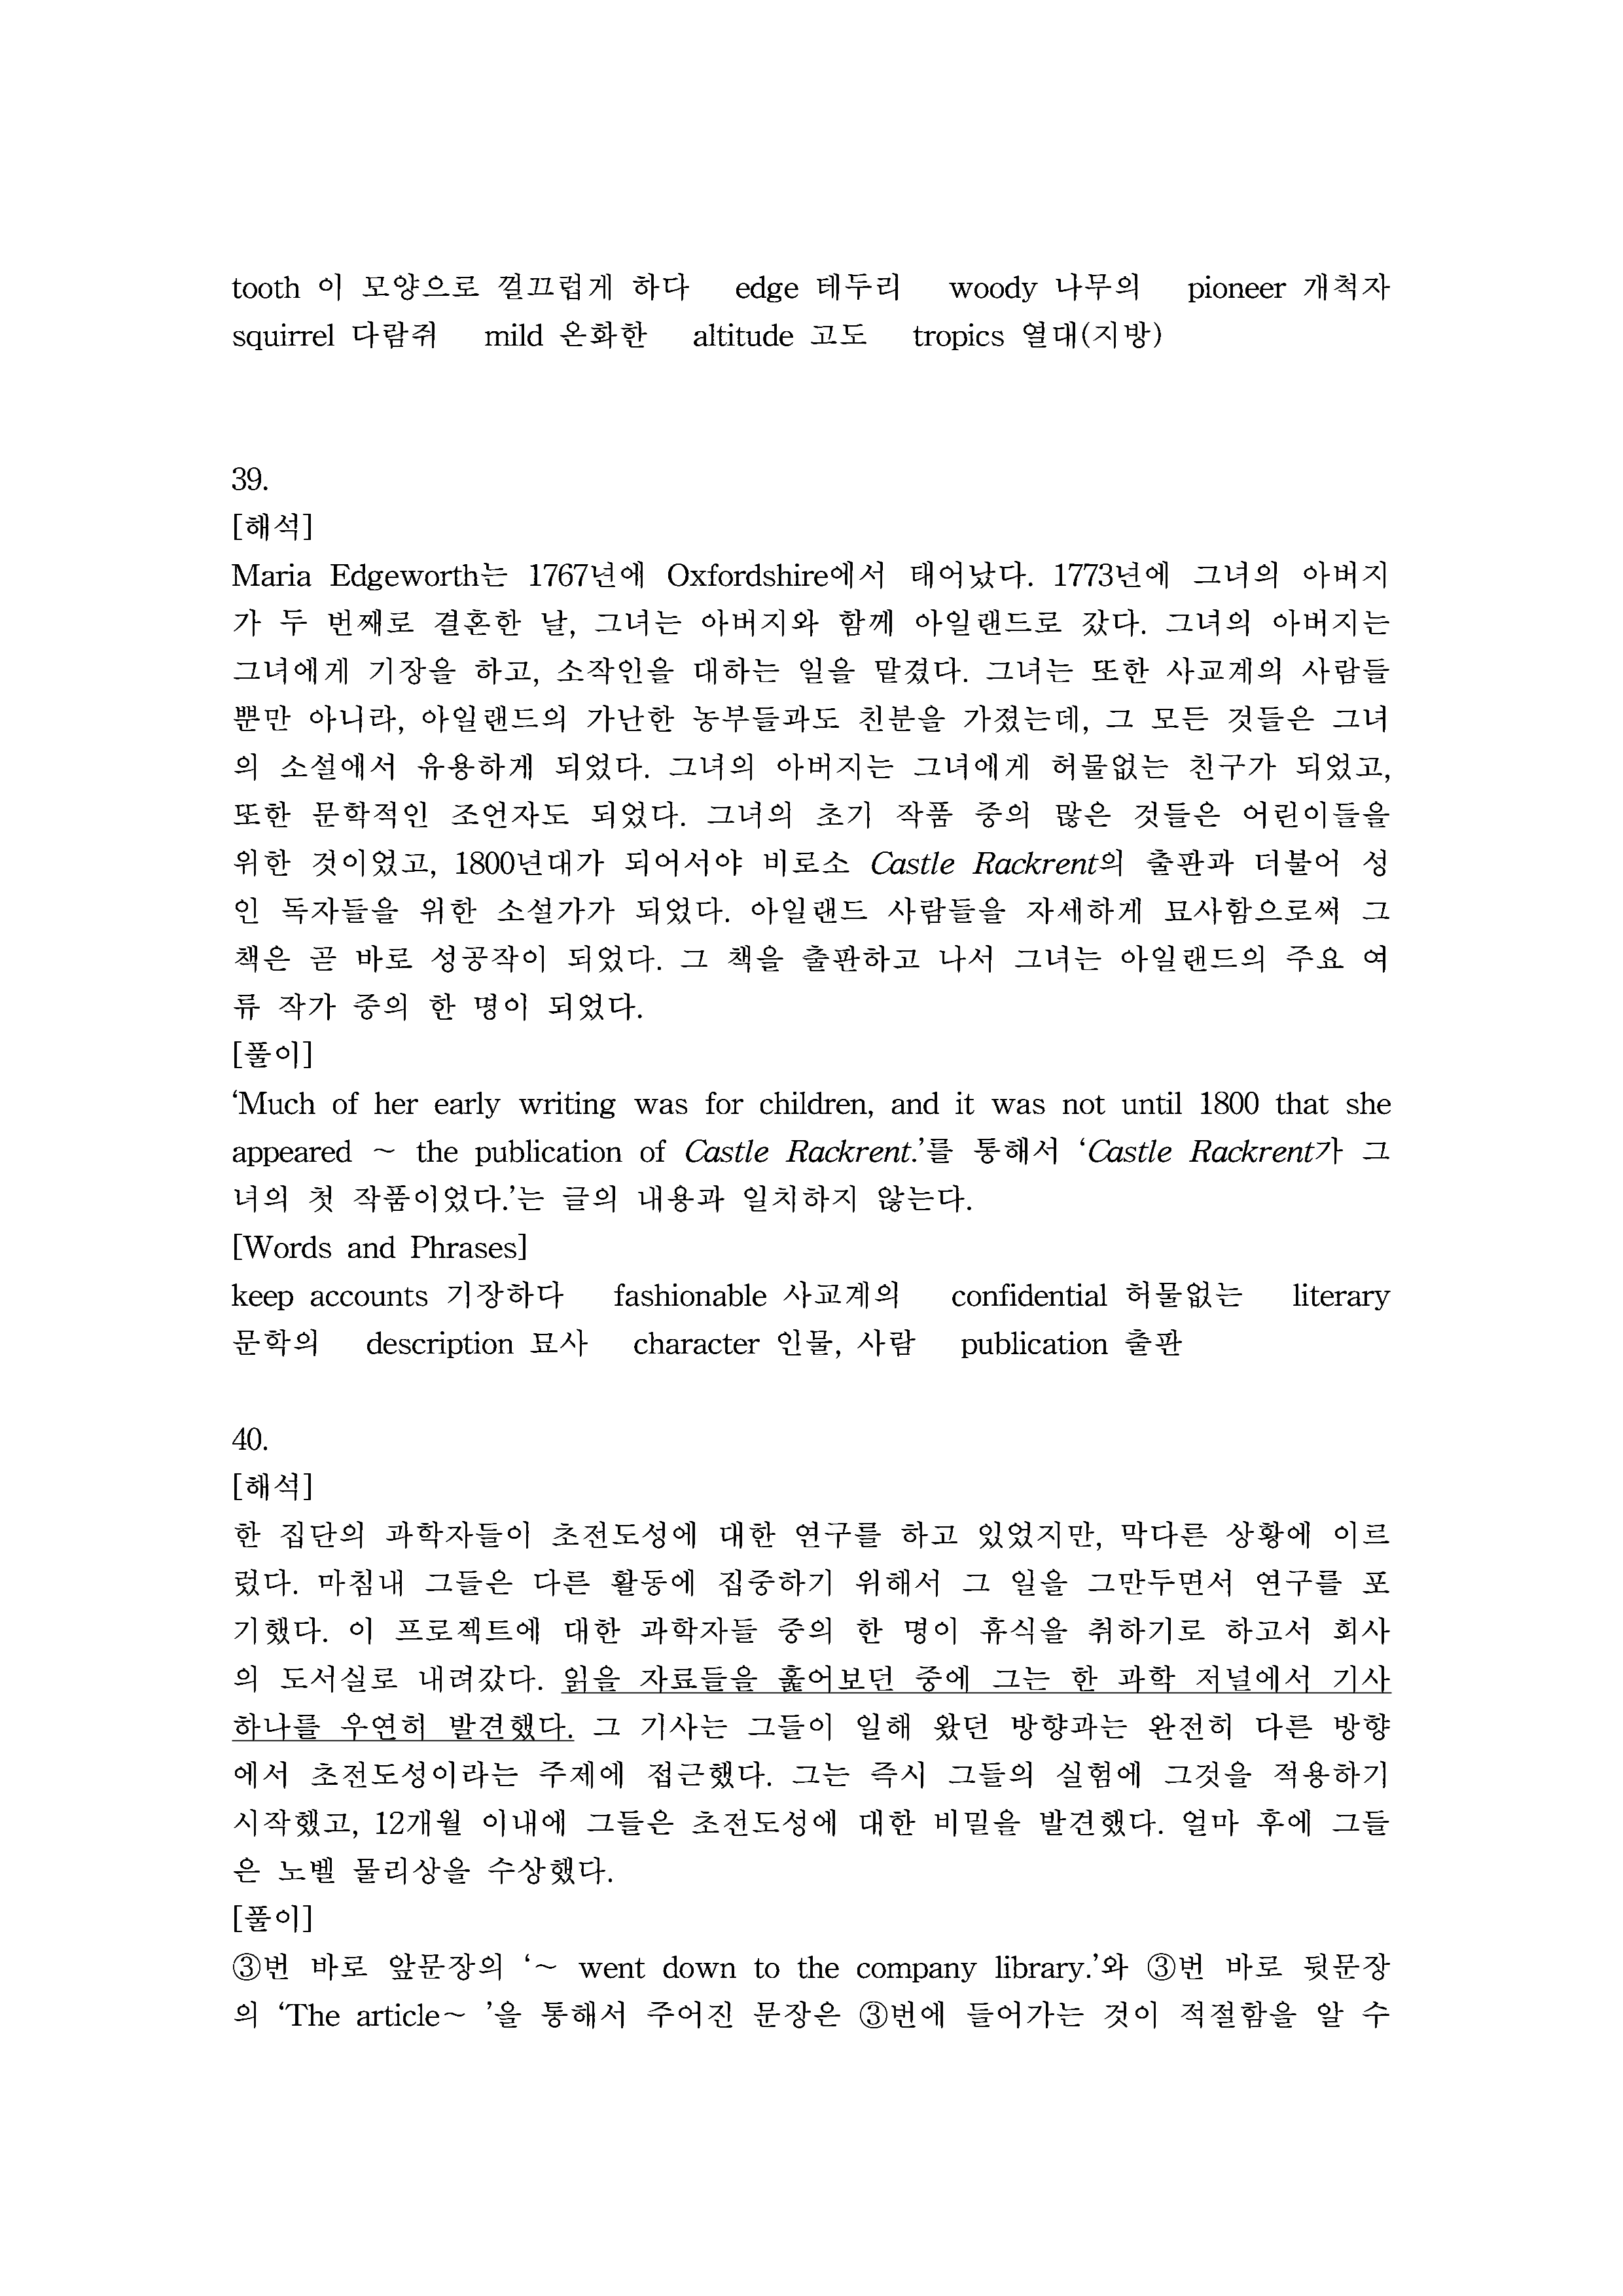 tooth 이 모양으로 껄끄럽게 하다 edge 테두리 woody 나무의 pioneer 개척자
squirrel 다람쥐 mild 온화한 altitude 고도 tropics 열대(지방)
39.
[해석]
Maria Edgeworth는 1767년에 Oxfordshire에서 태어났다. 1773년에 그녀의 아버지
가 두 번째로 결혼한 날, 그녀는 아버지와 함께 아일랜드로 갔다. 그녀의 아버지는
그녀에게 기장을 하고, 소작인을 대하는 일을 맡겼다. 그녀는 또한 사교계의 사람들
뿐만 아니라, 아일랜드의 가난한 농부들과도 친분을 가졌는데, 그 모든 것들은 그녀
의 소설에서 유용하게 되었다. 그녀의 아버지는 그녀에게 허물없는 친구가 되었고,
또한 문학적인 조언자도 되었다. 그녀의 초기 작품 중의 많은 것들은 어린이들을
위한 것이었고, 1800년대가 되어서야 비로소 Castle Rackrent의 출판과 더불어 성
인 독자들을 위한 소설가가 되었다. 아일랜드 사람들을 자세하게 묘사함으로써 그
책은 곧 바로 성공작이 되었다. 그 책을 출판하고 나서 그녀는 아일랜드의 주요 여
류 작가 중의 한 명이 되었다.
[풀이]
‘Much of her early writing was for children, and it was not until 1800 that she
appeared ~ the publication of Castle Rackrent.’를 통해서 ‘Castle Rackrent가 그
녀의 첫 작품이었다.’는 글의 내용과 일치하지 않는다.
[Words and Phrases]
keep accounts 기장하다 fashionable 사교계의 confidential 허물없는 literary
문학의 description 묘사 character 인물, 사람 publication 출판
40.
[해석]
한 집단의 과학자들이 초전도성에 대한 연구를 하고 있었지만, 막다른 상황에 이르
렀다. 마침내 그들은 다른 활동에 집중하기 위해서 그 일을 그만두면서 연구를 포
기했다. 이 프로젝트에 대한 과학자들 중의 한 명이 휴식을 취하기로 하고서 회사
의 도서실로 내려갔다. 읽을 자료들을 훑어보던 중에 그는 한 과학 저널에서 기사
하나를 우연히 발견했다. 그 기사는 그들이 일해 왔던 방향과는 완전히 다른 방향
에서 초전도성이라는 주제에 접근했다. 그는 즉시 그들의 실험에 그것을 적용하기
시작했고, 12개월 이내에 그들은 초전도성에 대한 비밀을 발견했다. 얼마 후에 그들
은 노벨 물리상을 수상했다.
[풀이]
③번 바로 앞문장의 ‘~ went down to the company library.’와 ③번 바로 뒷문장
의 ‘The article~ ’을 통해서 주어진 문장은 ③번에 들어가는 것이 적절함을 알 수